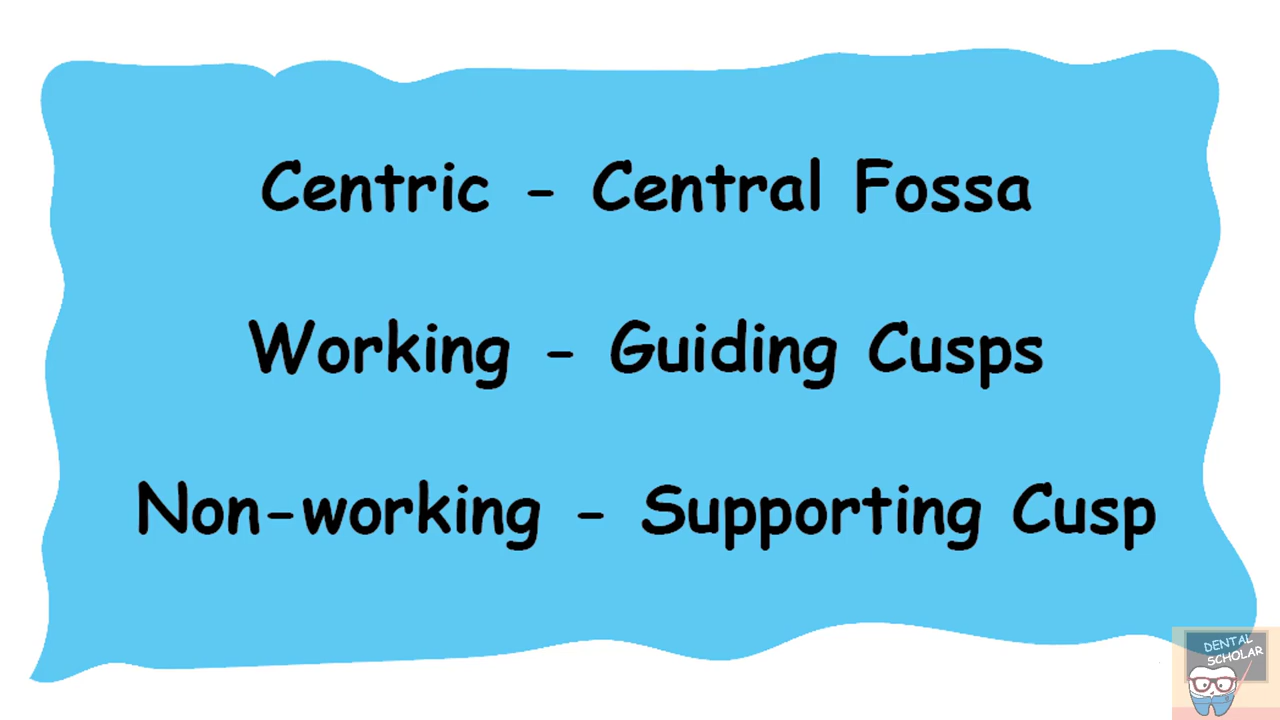 Centric - Central Fossa
Working - Guiding Cusps
Non-working - Supporting Cusp
DENTAL
SCHOLAR